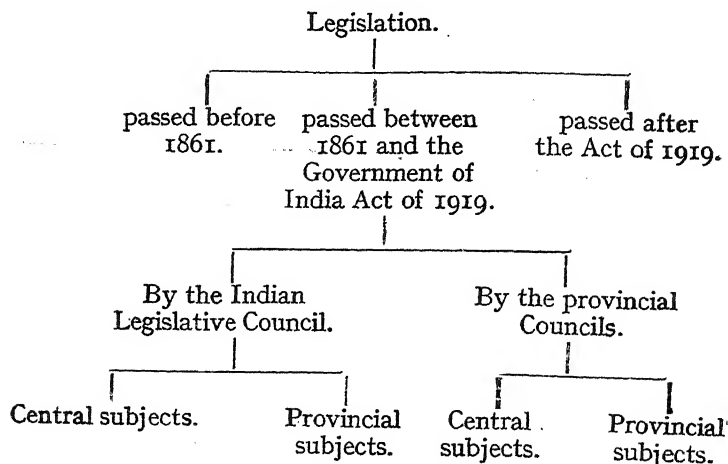 Legislation.
passed before
1861.
passed between
1861 and the
Government of
India Act of 1919.
passed after
the Act of 1919.
By the Indian
Legislative Council.
By the provincial
Councils.
Central subjects.
Provincial
subjects.
Central
subjects.
Provincial
subjects.